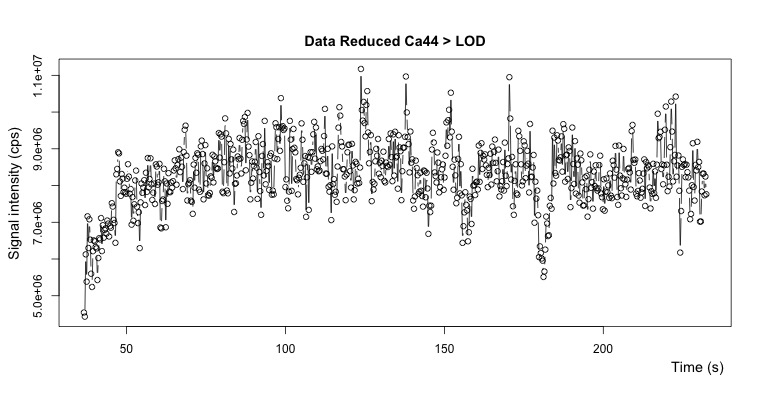 Data Reduced Ca44 > LOD
Signal intensity (cps)
1.1e+07
9.0e+06
7.0e+06
5.0e+06
50 100 150 200
Time (s)